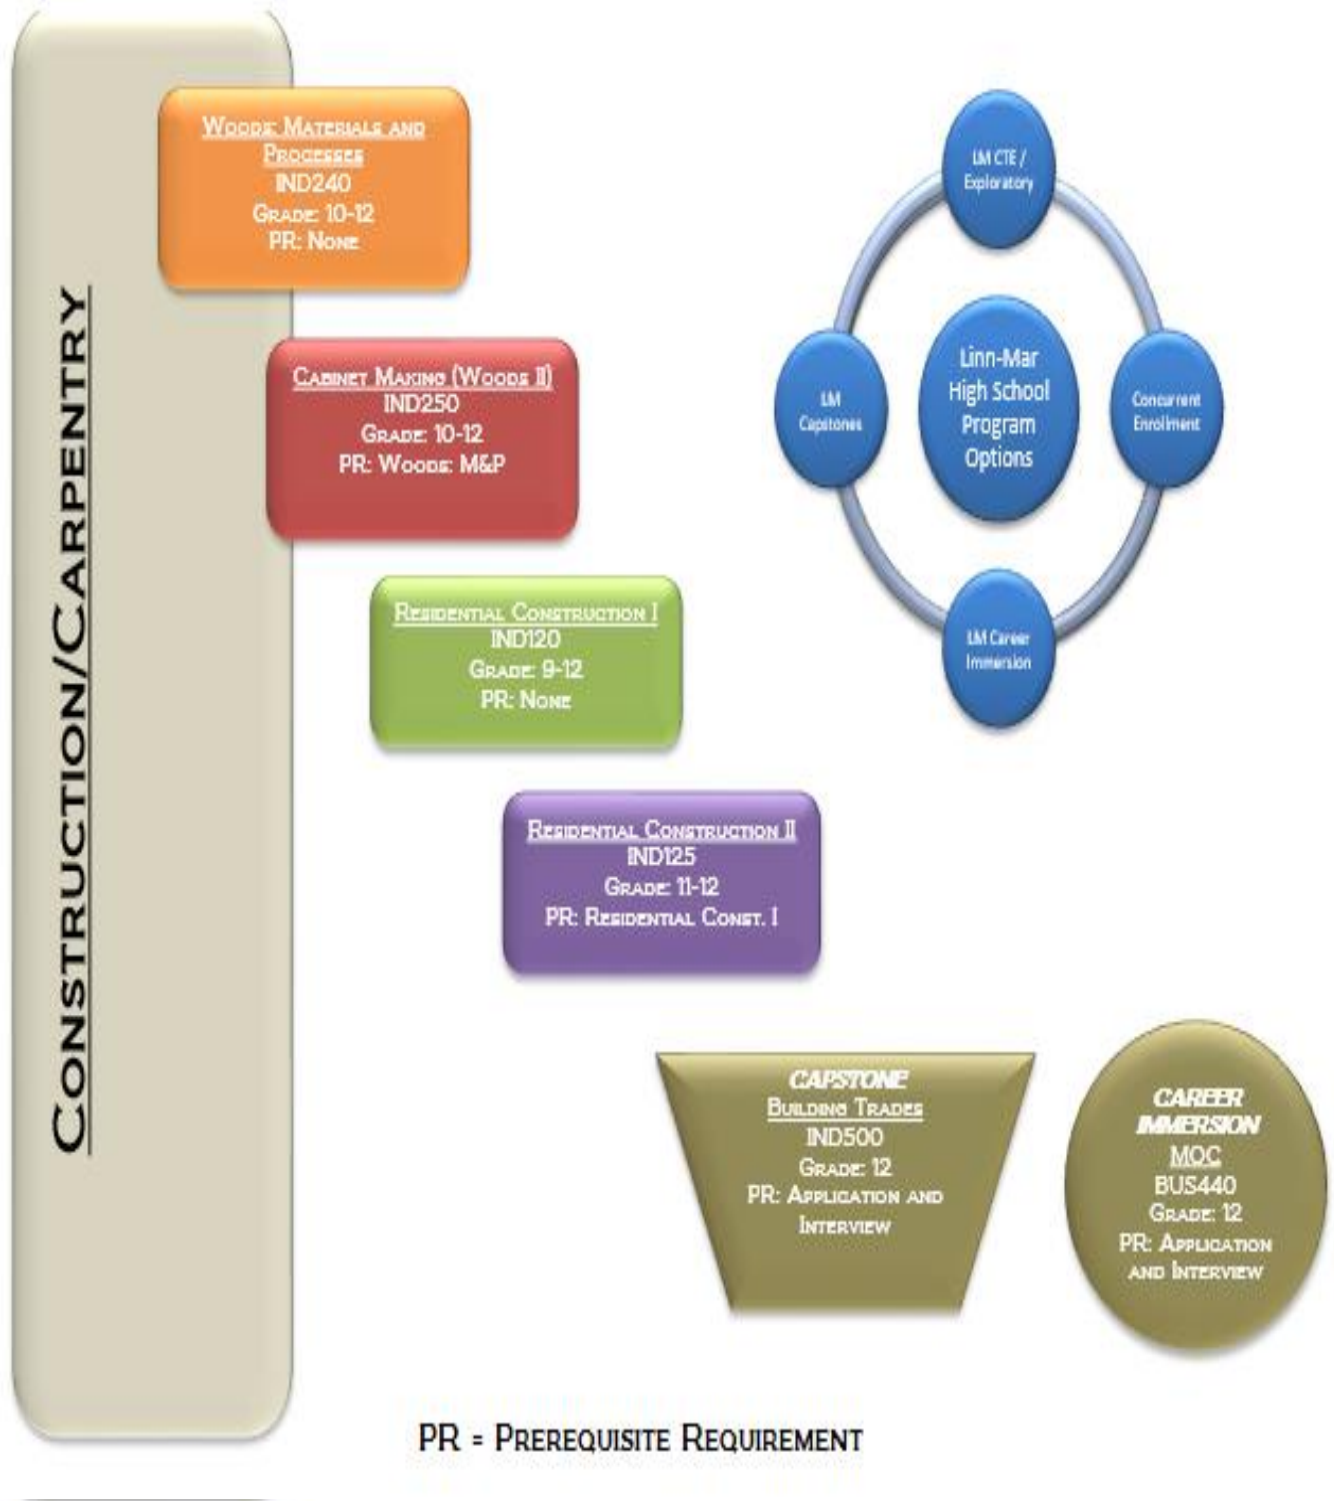 Construction/Carpentry
Woods: Materials and
Processes
IND240
Grade: 10-12
PR: None
Cabinet Making (Woods II)
IND250
Grade: 10-12
PR: Woods: M&P
Residential Construction I
IND120
Grade: 9-12
PR: None
Residential Construction II
IND125
Grade: 11-12
PR: Residential Const. I
CAPSTONE
Building Trades
IND500
Grade: 12
PR: Application and
Interview
CAREER
IMMERSION
MOC
BUS440
Grade: 12
PR: Application
and Interview
LM CTE /
Exploratory
Linn-Mar
High School
Program
Options
LM
Capstones
Concurrent
Enrollment
LM Career
Immersion
PR = Prerequisite Requirement